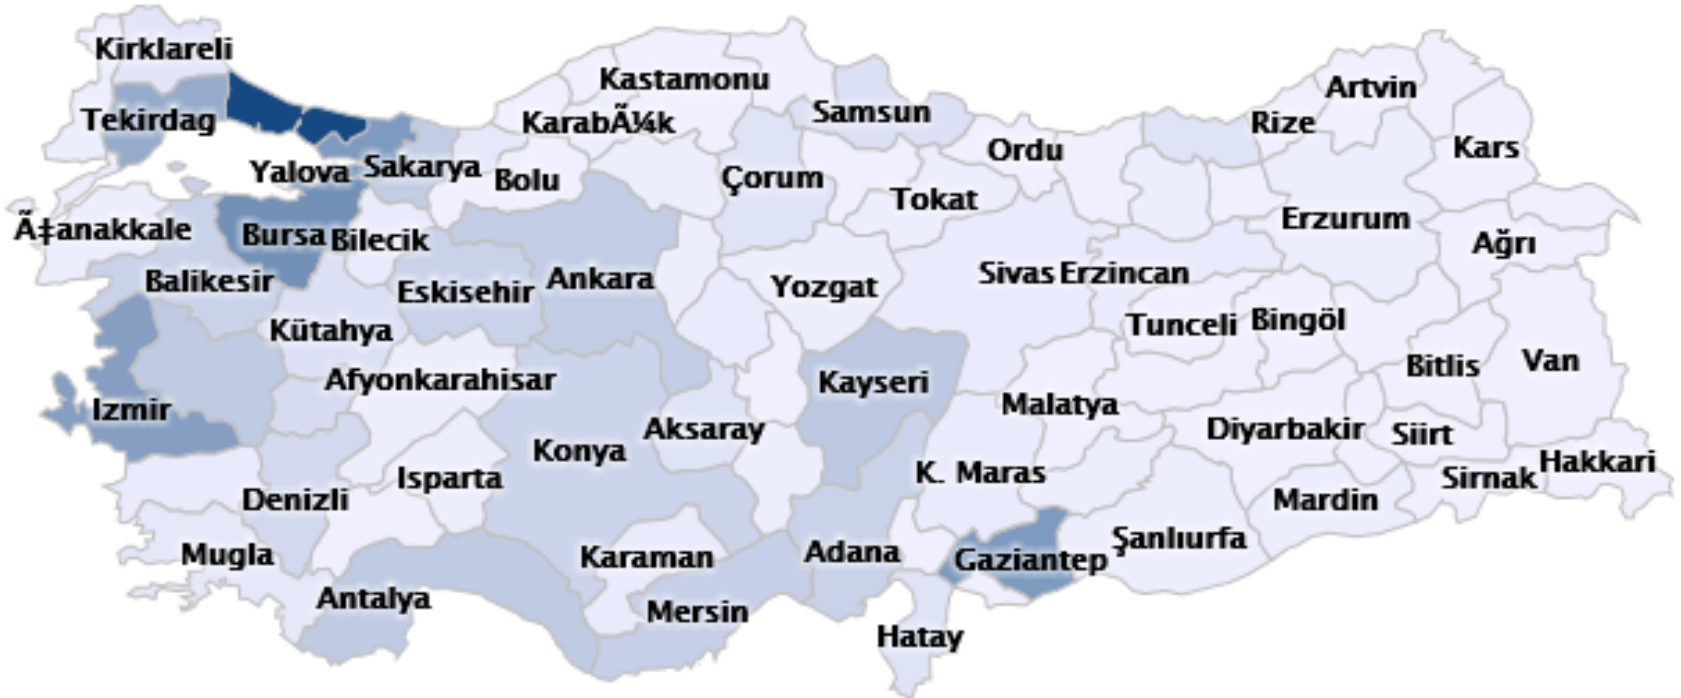 Kirklareli
Kastamonu
Artvin
Tekirdag
KarabÃ¼k
Samsun
Rize
Ordu
Kars
Yalova
Sakarya
Bolu
Çorum
Tokat
Erzurum
Ã‡anakkale
Bursa
Bilecik
Ağrı
Balikesir
Eskisehir
Ankara
Yozgat
Sivas
Erzincan
Kütahya
Tunceli
Bingöl
Bitlis
Van
Afyonkarahisar
Kayseri
Izmir
Malatya
Konya
Aksaray
Diyarbakir
Siirt
Isparta
K. Maras
Sirnak
Hakkari
Denizli
Mardin
Mugla
Karaman
Adana
Gaziantep
Şanlıurfa
Antalya
Mersin
Hatay